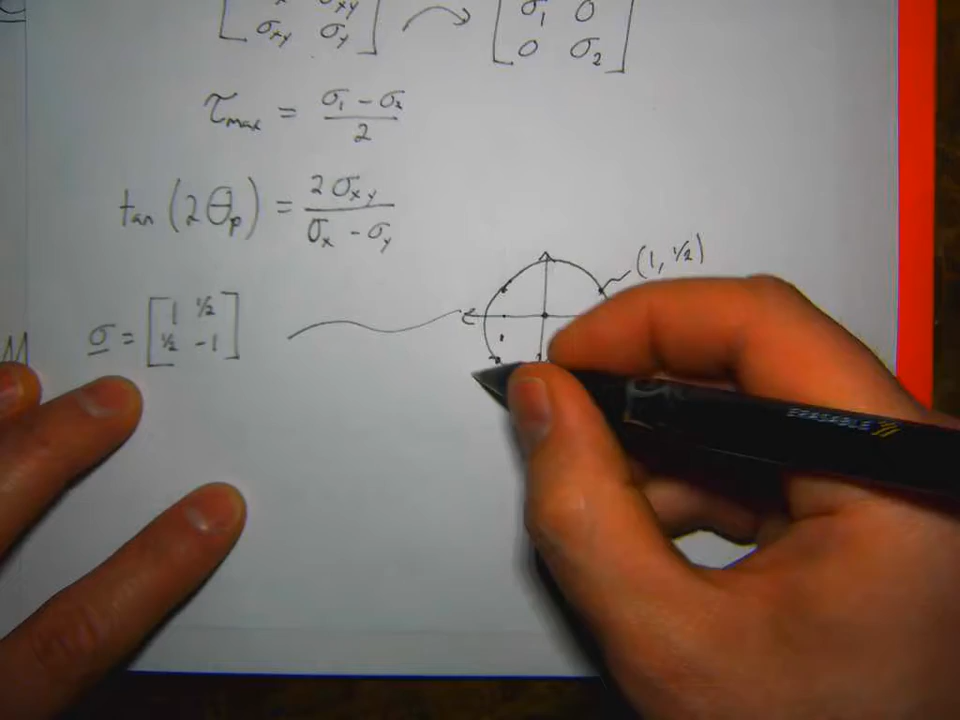 σxy
σxy σy
σ1 0
0 σ2
τmax = σ1 - σ2 / 2
tan (2θp) = 2σxy / σx - σy
(1, 1/2)
σ = [ 1 1/2
1/2 -1 ]
ERASABLE